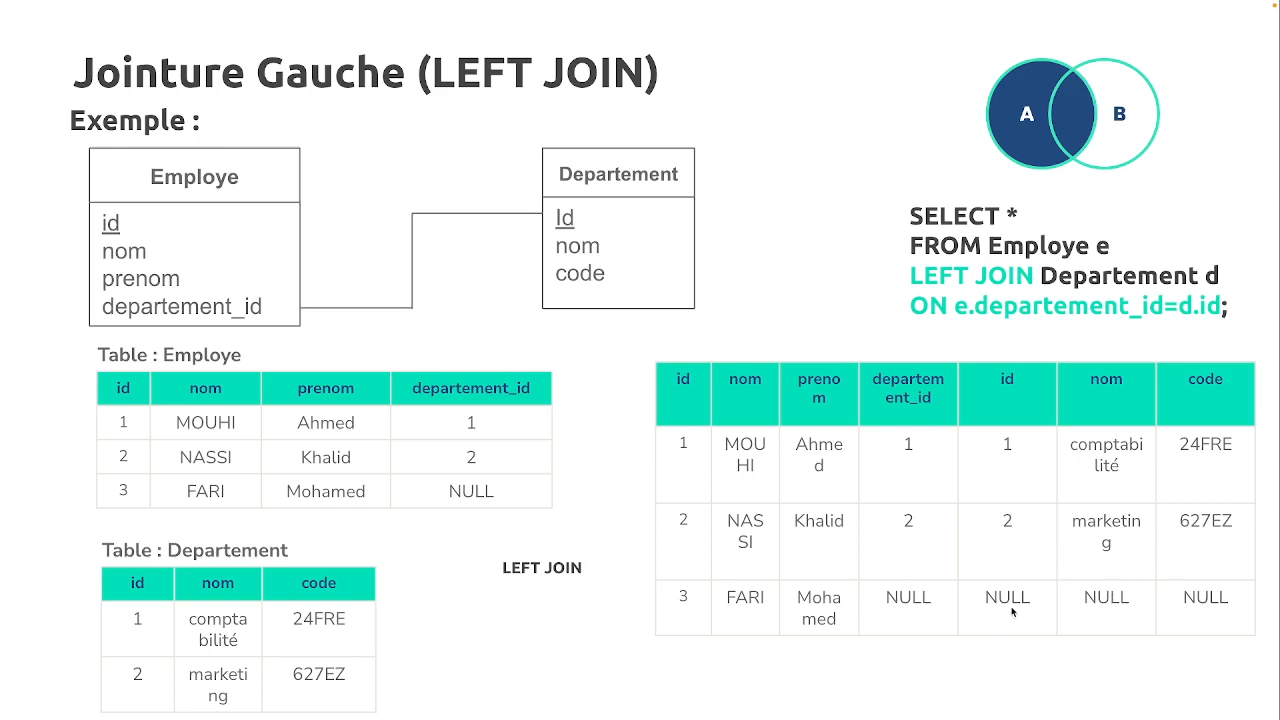 Jointure Gauche (LEFT JOIN)
Exemple :
A
B
Employe
id
nom
prenom
departement_id
Departement
Id
nom
code
SELECT *
FROM Employe e
LEFT JOIN Departement d
ON e.departement_id=d.id;
Table : Employe
id nom prenom departement_id
1 MOUHI Ahmed 1
2 NASSI Khalid 2
3 FARI Mohamed NULL
Table : Departement
id nom code
1 compta 24FRE
bilité
2 marketi 627EZ
ng
LEFT JOIN
id nom preno departem id nom code
m ent_id
1 MOU Ahme 1 1 comptabi 24FRE
HI d lité
2 NAS Khalid 2 2 marketin 627EZ
SI g
3 FARI Moha NULL NULL NULL NULL
med